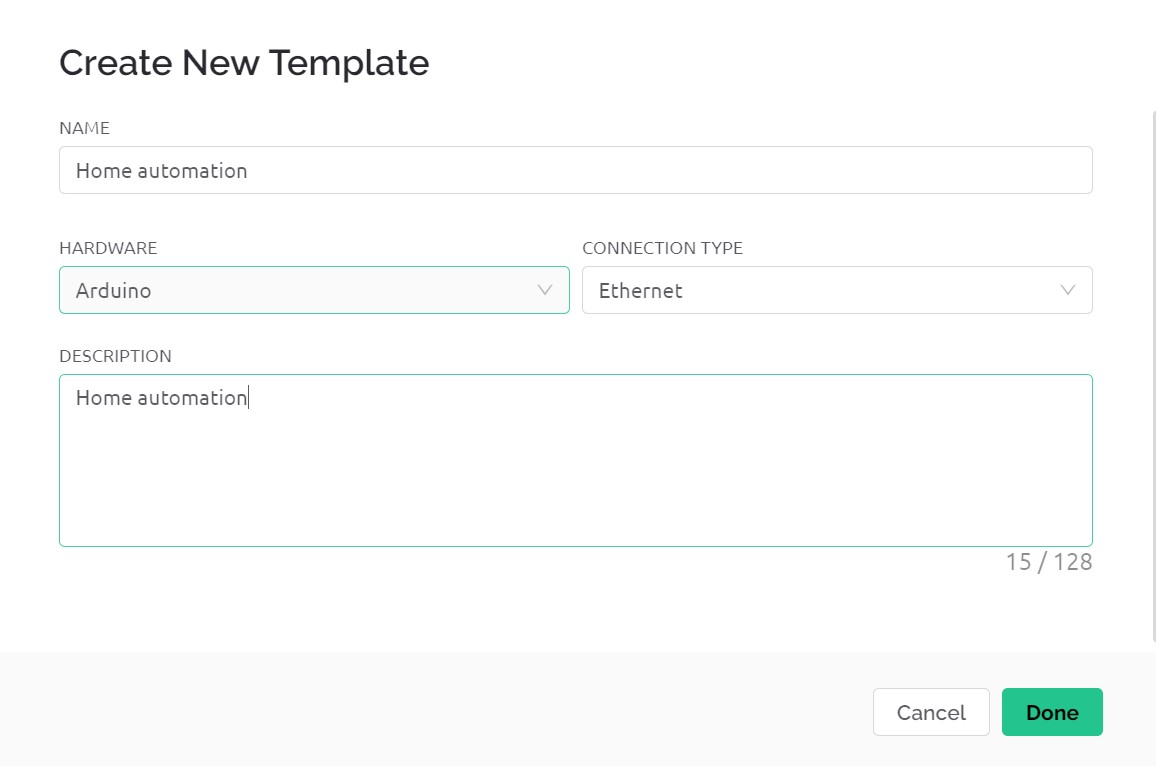 Create New Template
NAME
Home automation
HARDWARE
CONNECTION TYPE
Arduino
Ethernet
DESCRIPTION
Home automation
15 / 128
Cancel
Done